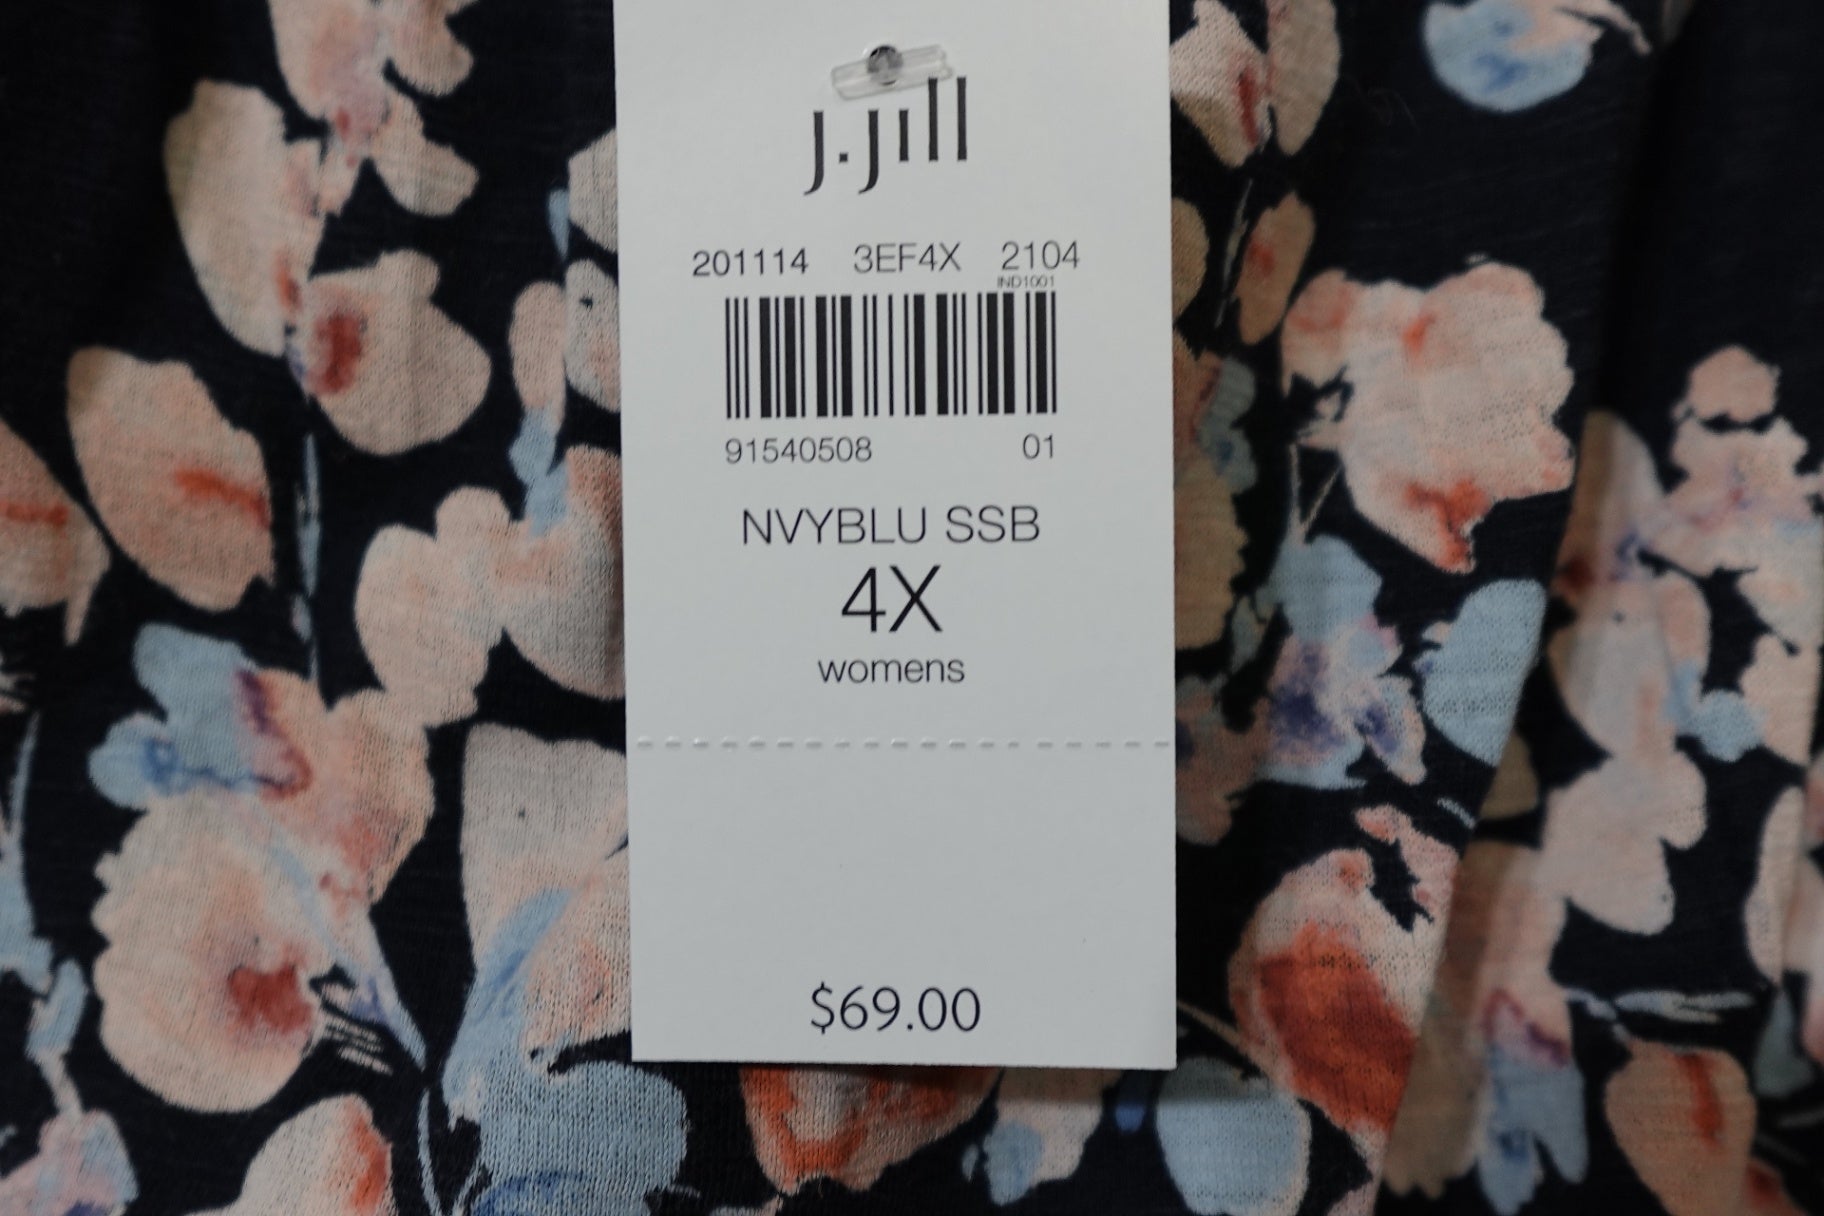 J.Jill
201114 3EF4X 2104
IND1001
91540508 01
NVYBLU SSB
4X
womens
$69.00